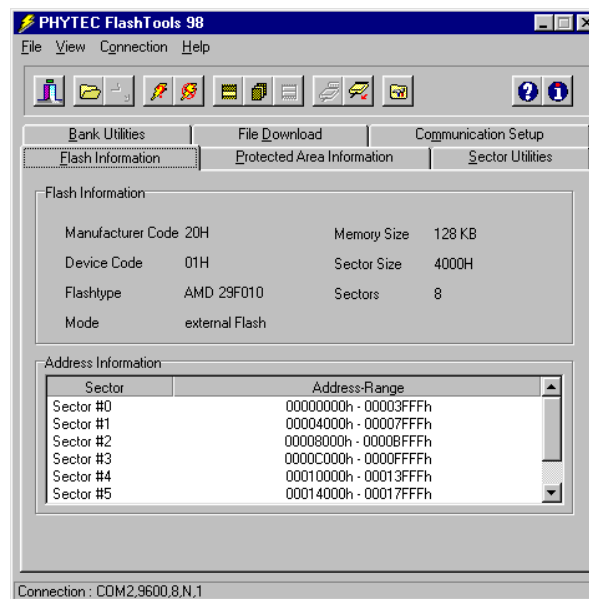 PHYTEC FlashTools 98
File View Connection Help
Bank Utilities File Download Communication Setup
Flash Information Protected Area Information Sector Utilities
Flash Information
Manufacturer Code 20H Memory Size 128 KB
Device Code 01H Sector Size 4000H
Flashtype AMD 29F010 Sectors 8
Mode external Flash
Address Information
Sector Address-Range
Sector #0 00000000h - 00003FFFh
Sector #1 00004000h - 00007FFFh
Sector #2 00008000h - 0000BFFFh
Sector #3 0000C000h - 0000FFFFh
Sector #4 00010000h - 00013FFFh
Sector #5 00014000h - 00017FFFh
Connection : COM2,9600,8,N,1